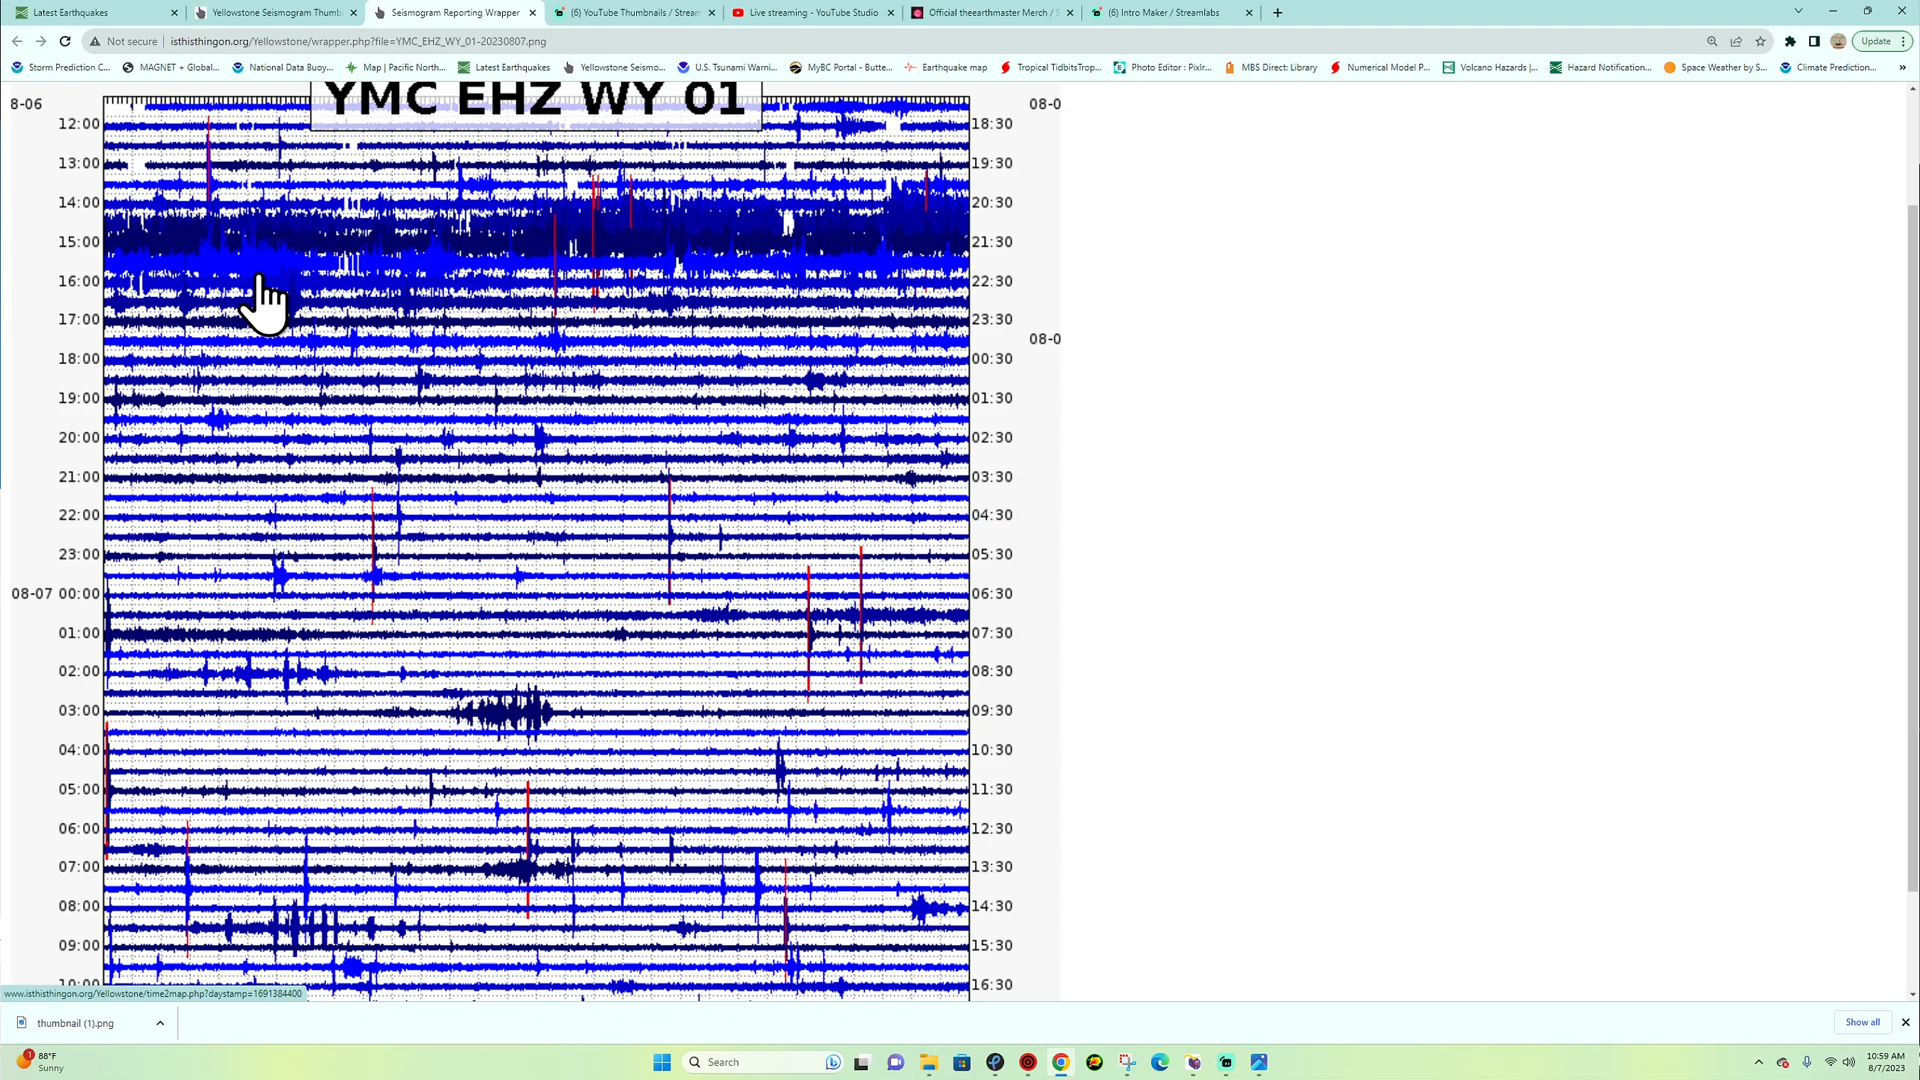 Latest Earthquakes
Yellowstone Seismogram Thumb
Seismogram Reporting Wrapper
(6) YouTube Thumbnails / Stream
Live streaming - YouTube Studio
Official theearthmaster Merch / S
(6) Intro Maker / Streamlabs
Not secure
isthisthingon.org/Yellowstone/wrapper.php?file=YMC_EHZ_WY_01-20230807.png
Update
Storm Prediction C...
MAGNET + Global...
National Data Buoy...
Map | Pacific North...
Latest Earthquakes
Yellowstone Seismo...
U.S. Tsunami Warni...
MyBC Portal - Butte...
Earthquake map
Tropical TidbitsTrop...
Photo Editor : Pixlr...
MBS Direct: Library
Numerical Model P...
Volcano Hazards |...
Hazard Notification...
Space Weather by S...
Climate Prediction...
»
YMC EHZ WY 01
8-06
08-0
12:00 18:30
13:00 19:30
14:00 20:30
15:00 21:30
16:00 22:30
17:00 23:30
08-0
18:00 00:30
19:00 01:30
20:00 02:30
21:00 03:30
22:00 04:30
23:00 05:30
08-07 00:00 06:30
01:00 07:30
02:00 08:30
03:00 09:30
04:00 10:30
05:00 11:30
06:00 12:30
07:00 13:30
08:00 14:30
09:00 15:30
10:00 16:30
www.isthisthingon.org/Yellowstone/time2map.php?daystamp=1691384400
thumbnail (1).png
Show all
1
88°F
Sunny
Search
10:59 AM
8/7/2023